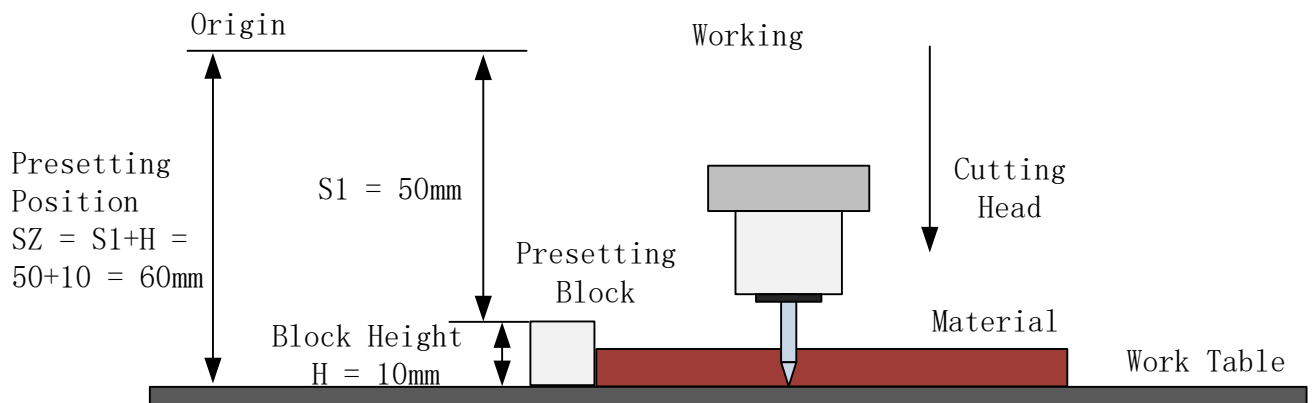 Origin
Working
Presetting
Position
SZ = S1+H =
50+10 = 60mm
S1 = 50mm
Cutting
Head
Presetting
Block
Block Height
H = 10mm
Material
Work Table